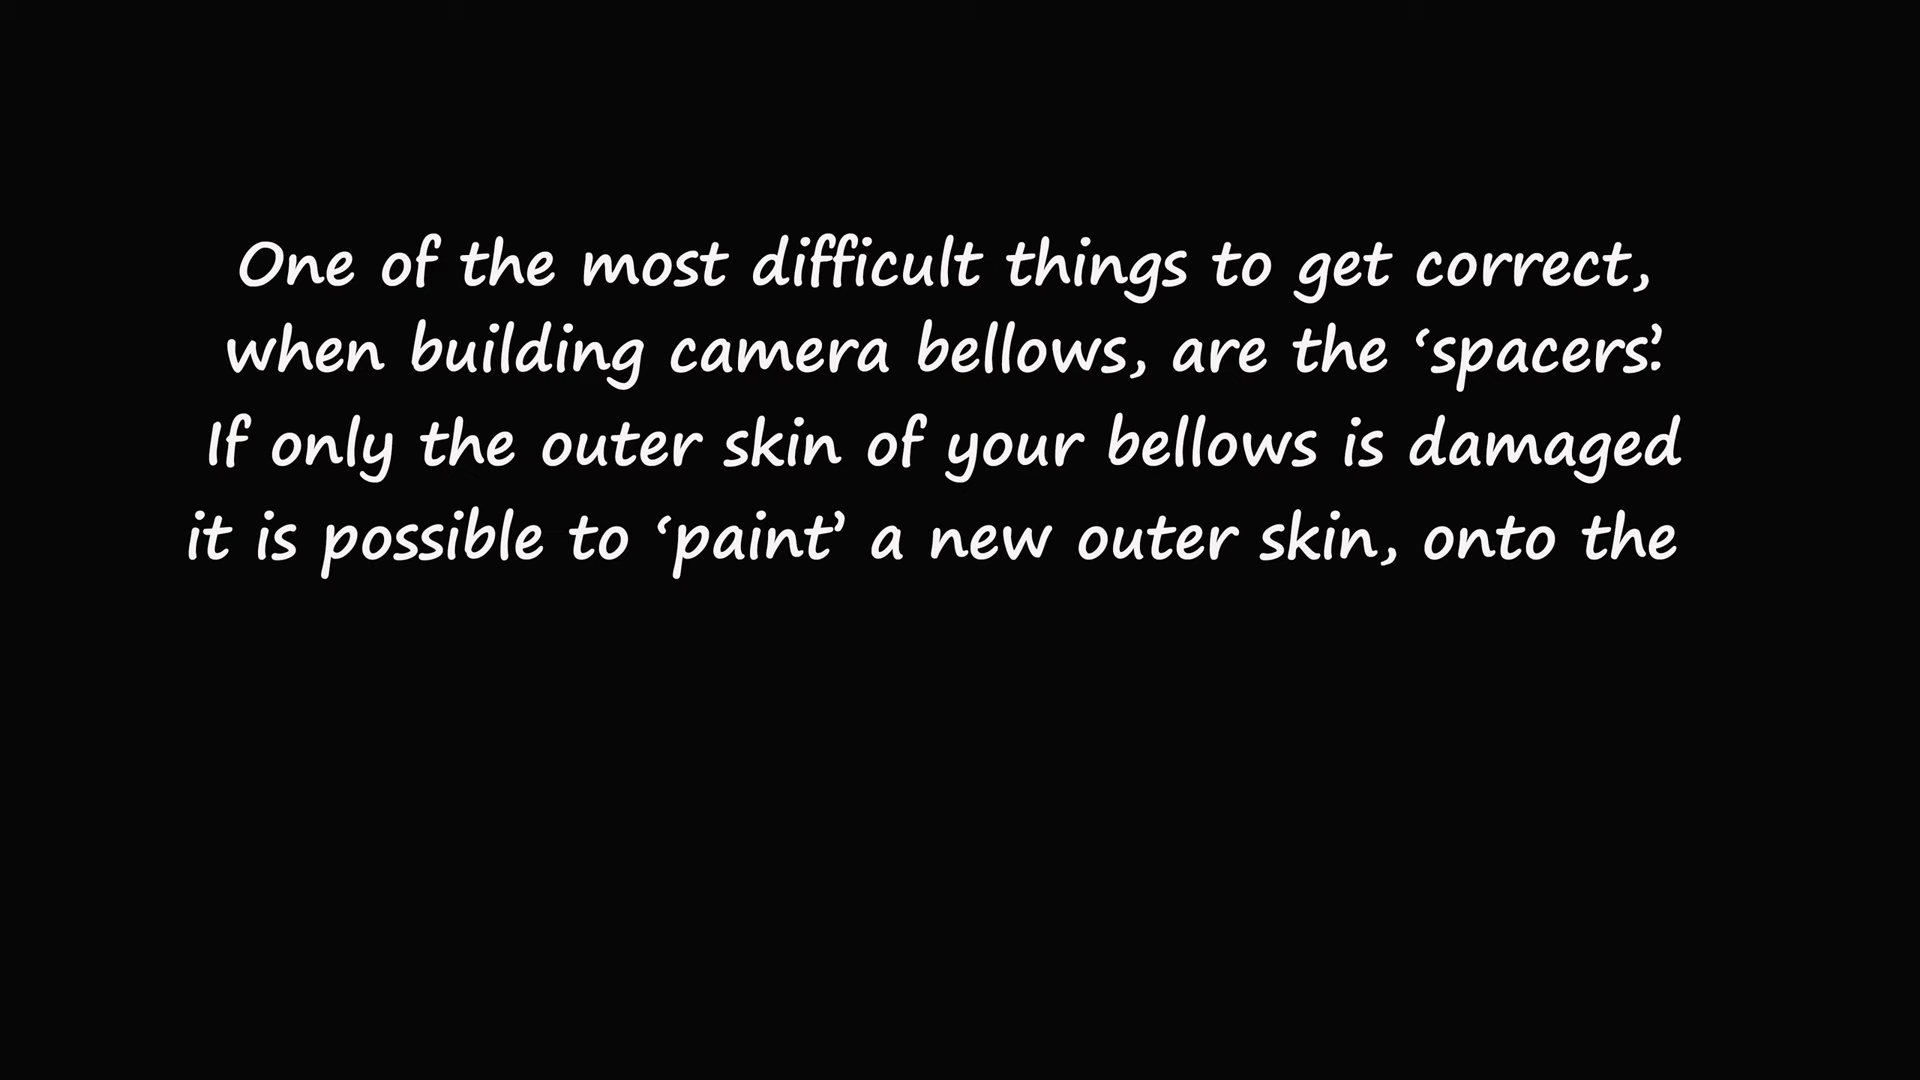 One of the most difficult things to get correct,
when building camera bellows, are the ‘spacers’.
If only the outer skin of your bellows is damaged
it is possible to ‘paint’ a new outer skin, onto the